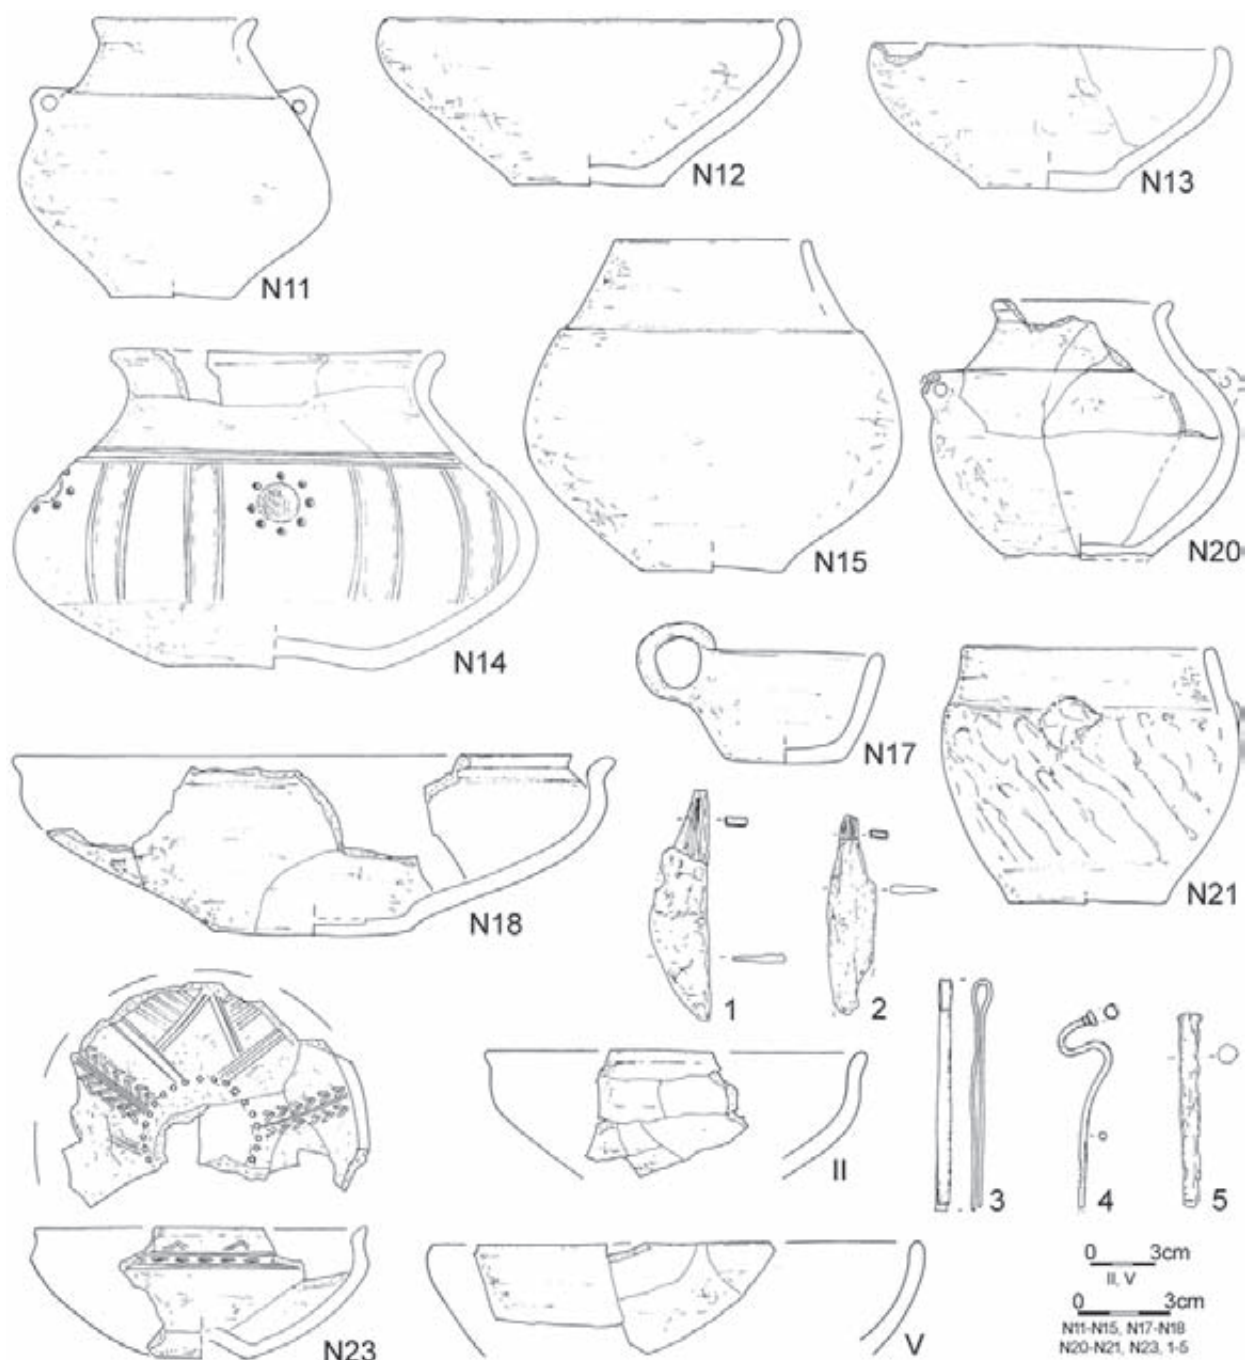 N11
N12
N13
N14
N15
N20
N17
N21
N18
1
2
3
4
5
II
N23
V
0 3cm
II, V
0 3cm
N11-N15, N17-N18
N20-N21, N23, 1-5